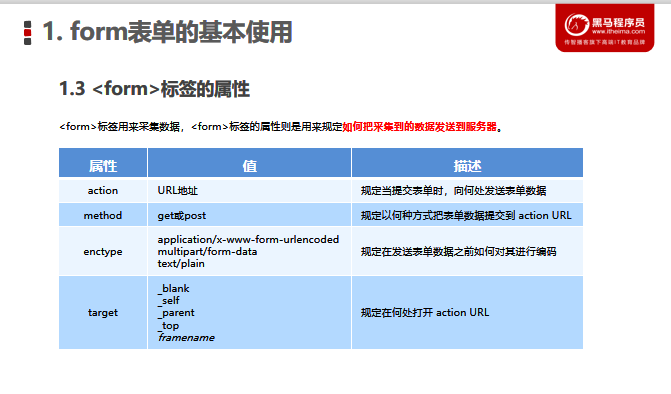 1. form表单的基本使用
黑马程序员
www.itheima.com
传智播客旗下高端IT教育品牌
1.3 <form>标签的属性
<form>标签用来采集数据，<form>标签的属性则是用来规定如何把采集到的数据发送到服务器。
属性 值 描述
action URL地址 规定当提交表单时，向何处发送表单数据
method get或post 规定以何种方式把表单数据提交到 action URL
enctype application/x-www-form-urlencoded
multipart/form-data
text/plain 规定在发送表单数据之前如何对其进行编码
target _blank
_self
_parent
_top
framename 规定在何处打开 action URL